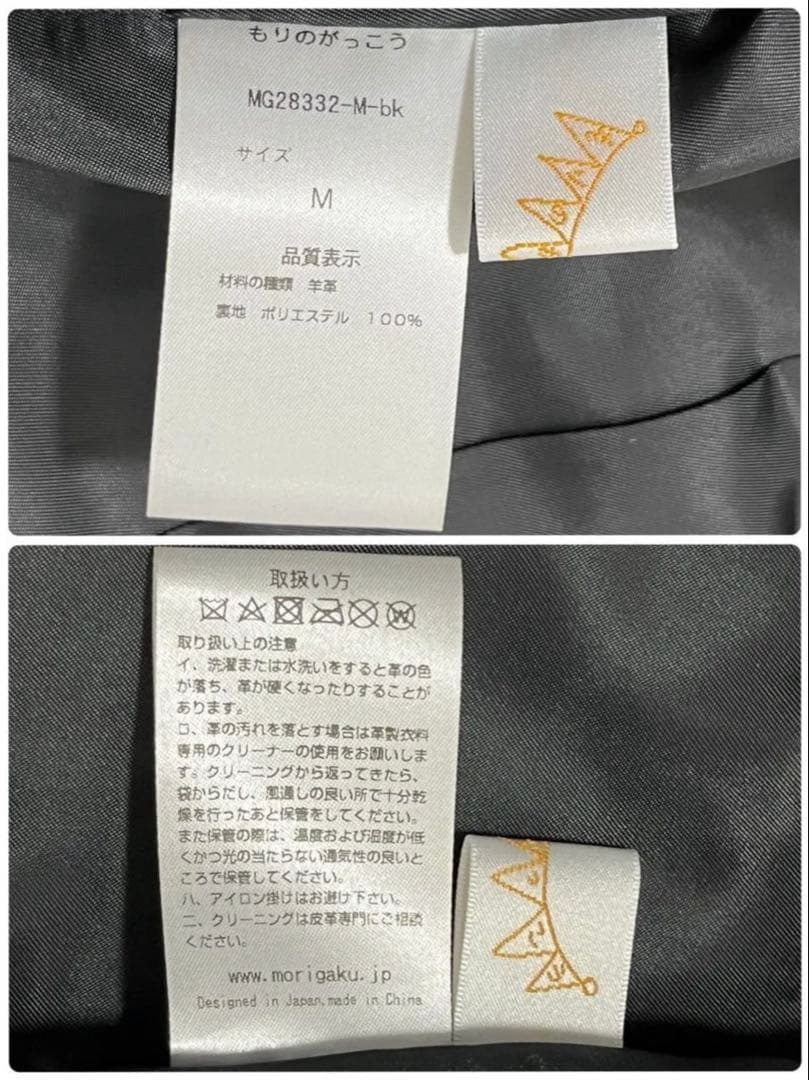 もりのがっこう
MG28332-M-bk
サイズ
M
品質表示
材料の種類 羊革
裏地 ポリエステル 100%
取扱い方
取り扱い上の注意
イ、洗濯または水洗いをすると革の色
が落ち、革が硬くなったりすることが
あります。
ロ、革の汚れを落とす場合は革製衣料
専用のクリーナーの使用をお願いしま
す。クリーニングから返ってきたら、
袋からだし、風通しの良い所で十分乾
燥を行ったあと保管をしてください。
また保管の際は、温度および湿度が低
くかつ光の当たらない通気性の良いと
ころで保管してください。
ハ、アイロン掛けはお避け下さい。
二、クリーニングは皮革専門にご相談
ください。
www.morigaku.jp
Designed in Japan,made in China